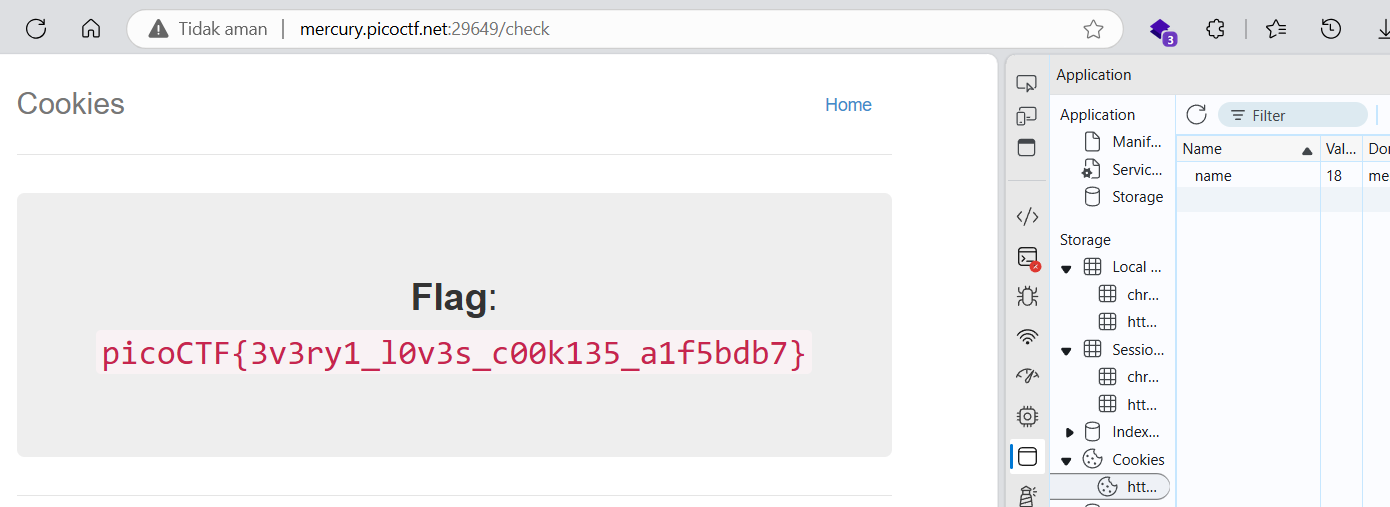 Tidak aman mercury.picoctf.net:29649/check
3
Cookies
Home
Flag:
picoCTF{3v3ry1_l0v3s_c00k135_a1f5bdb7}
Application
Application
Manif...
Servic...
Storage
Storage
Local ...
chr...
htt...
Sessio...
chr...
htt...
Index...
Cookies
htt...
Filter
Name Val... Dor
name 18 me